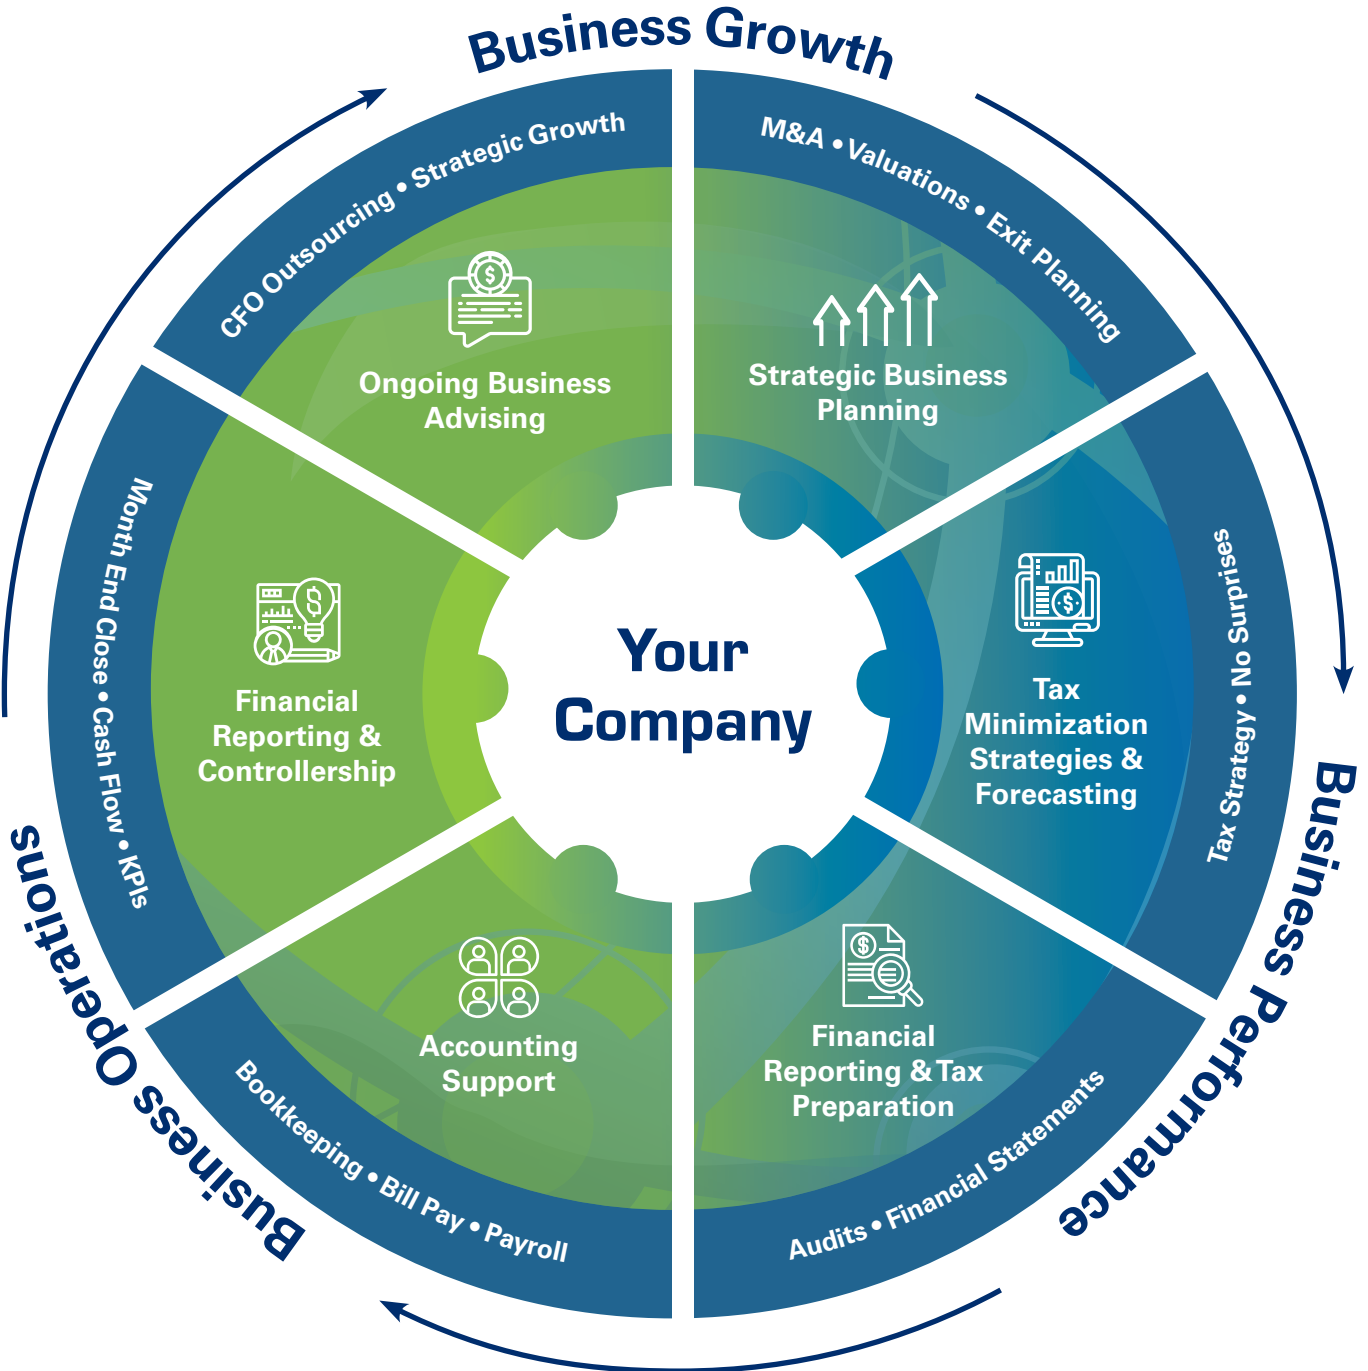 Business Growth
M&A • Valuations • Exit Planning
Strategic Business
Planning
Tax Strategy • No Surprises
Tax
Minimization
Strategies &
Forecasting
Business Performance
Audits • Financial Statements
Financial
Reporting & Tax
Preparation
Bookkeeping • Bill Pay • Payroll
Accounting
Support
Business Operations
Month End Close • Cash Flow • KPIs
Financial
Reporting &
Controllership
CFO Outsourcing • Strategic Growth
Ongoing Business
Advising
Your
Company